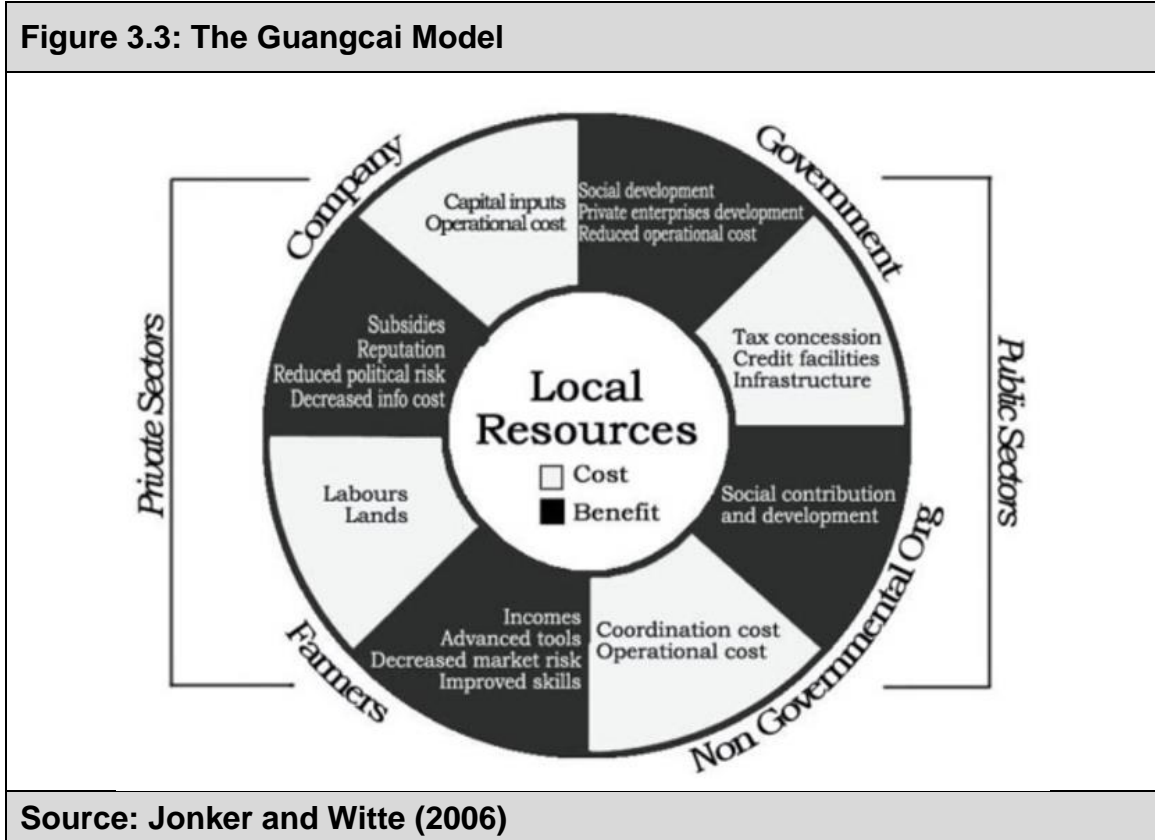 Figure 3.3: The Guangcai Model
Company
Government
Private Sectors
Public Sectors
Capital inputs
Operational cost
Social development
Private enterprises development
Reduced operational cost
Subsidies
Reputation
Reduced political risk
Decreased info cost
Tax concession
Credit facilities
Infrastructure
Local
Resources
Cost
Benefit
Labours
Lands
Social contribution
and development
Incomes
Advanced tools
Decreased market risk
Improved skills
Coordination cost
Operational cost
Farmers
Non Governmental Org
Source: Jonker and Witte (2006)